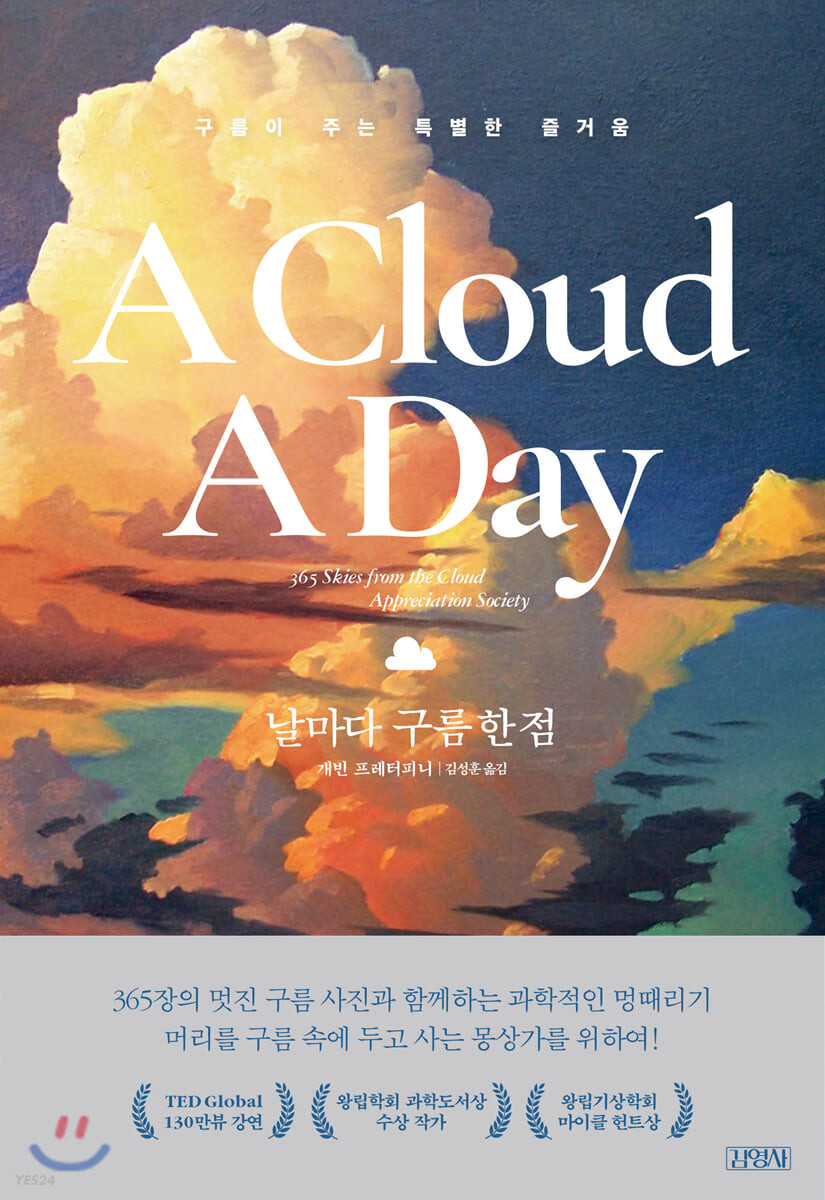 구름이 주는 특별한 즐거움
A Cloud
A Day
365 Skies from the Cloud
Appreciation Society
날마다 구름 한 점
개빈 프레터피니 | 김성훈 옮김
365장의 멋진 구름 사진과 함께하는 과학적인 멍때리기
머리를 구름 속에 두고 사는 몽상가를 위하여!
TED Global
130만뷰 강연
왕립학회 과학도서상
수상 작가
왕립기상학회
마이클 헌트상
김영사
YES24